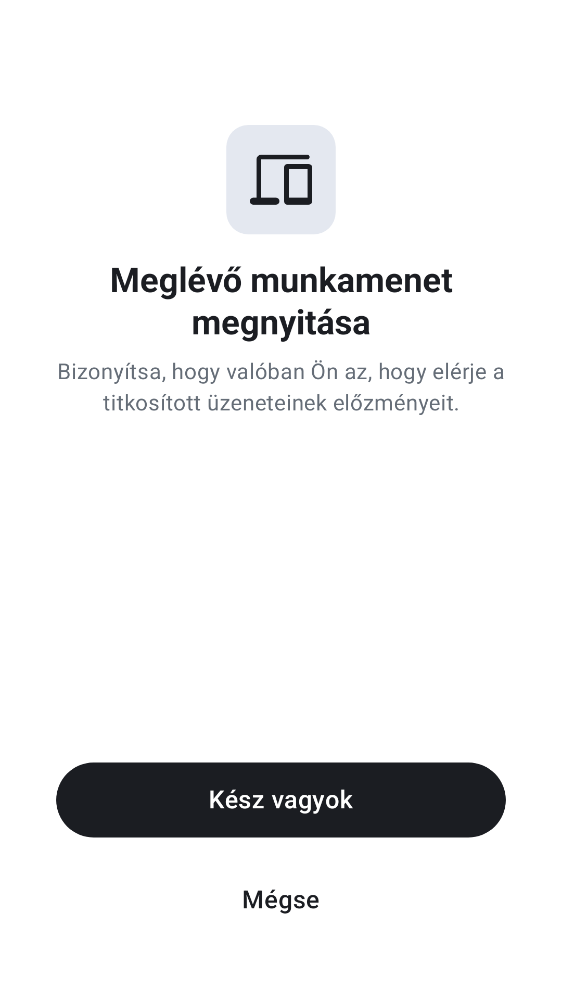 Meglévő munkamenet
megnyitása
Bizonyítsa, hogy valóban Ön az, hogy elérje a
titkosított üzeneteinek előzményeit.
Kész vagyok
Mégse